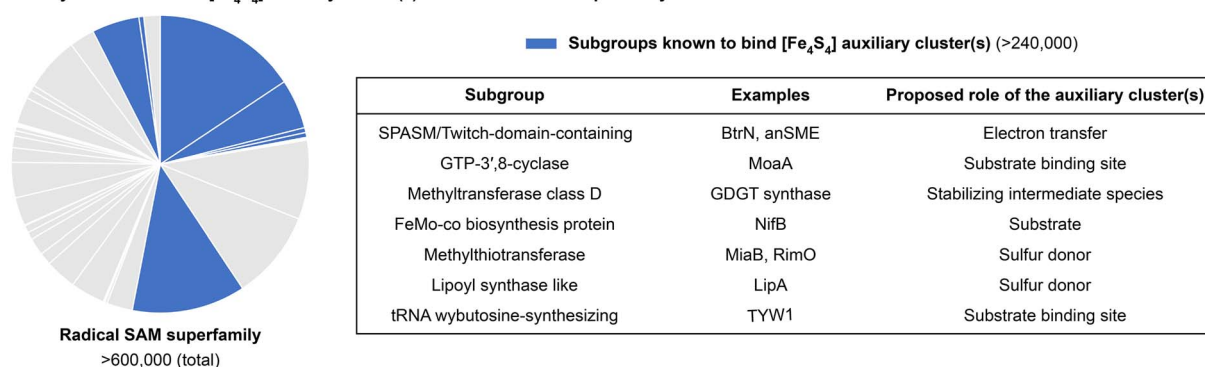 Subgroups known to bind [Fe4S4] auxiliary cluster(s) (>240,000)
Subgroup Examples Proposed role of the auxiliary cluster(s)
SPASM/Twitch-domain-containing BtrN, anSME Electron transfer
GTP-3′,8-cyclase MoaA Substrate binding site
Methyltransferase class D GDGT synthase Stabilizing intermediate species
FeMo-co biosynthesis protein NifB Substrate
Methylthiotransferase MiaB, RimO Sulfur donor
Lipoyl synthase like LipA Sulfur donor
tRNA wybutosine-synthesizing TYW1 Substrate binding site
Radical SAM superfamily
>600,000 (total)